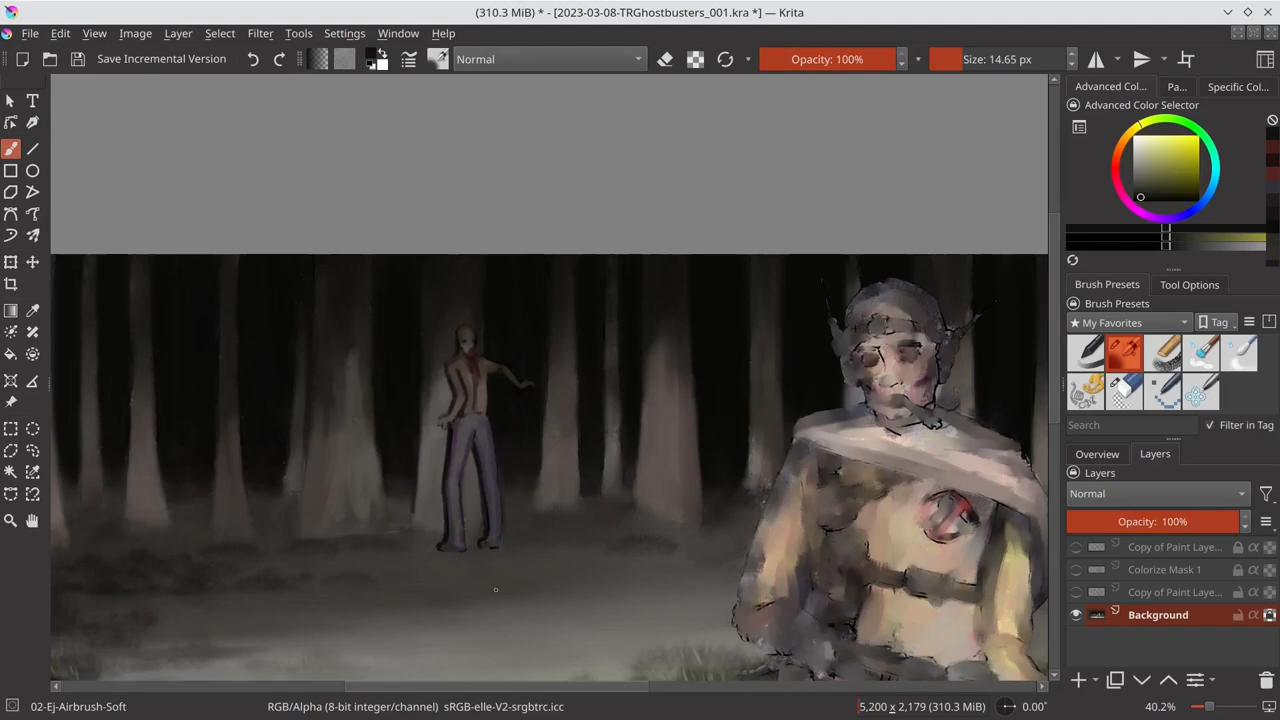 (310.3 MiB) * - [2023-03-08-TRGhostbusters_001.kra *] — Krita
File Edit View Image Layer Select Filter Tools Settings Window Help
Save Incremental Version Normal Opacity: 100% Size: 14.65 px
Advanced Col... Pa... Specific Col...
Advanced Color Selector
Brush Presets Tool Options
Brush Presets
★ My Favorites Tag
Search Filter in Tag
Overview Layers
Layers
Normal
Opacity: 100%
Copy of Paint Laye...
Colorize Mask 1
Copy of Paint Laye...
Background
02-Ej-Airbrush-Soft RGB/Alpha (8-bit integer/channel) sRGB-elle-V2-srgbtrc.icc 5,200 x 2,179 (310.3 MiB) 0.00° 40.2%